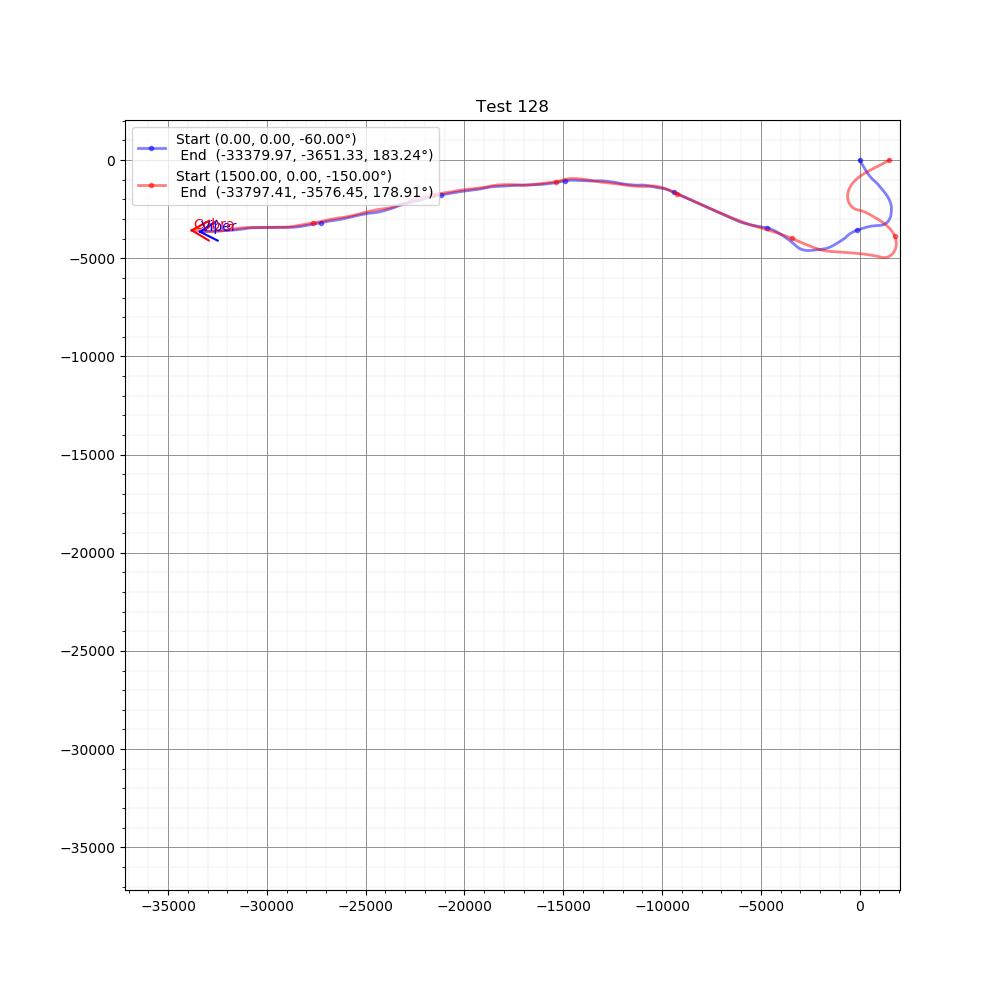 Test 128
Start (0.00, 0.00, -60.00°)
End (-33379.97, -3651.33, 183.24°)
Start (1500.00, 0.00, -150.00°)
End (-33797.41, -3576.45, 178.91°)
0
−5000
−10000
−15000
−20000
−25000
−30000
−35000
−35000 −30000 −25000 −20000 −15000 −10000 −5000 0